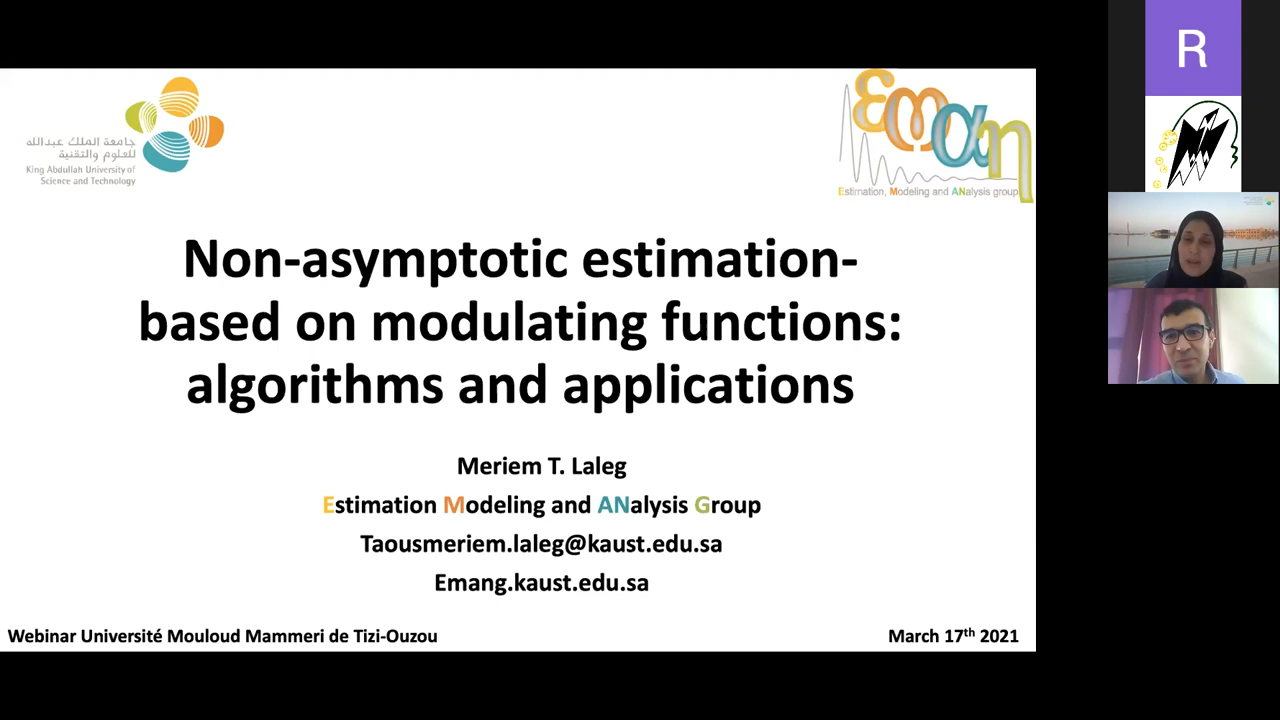 جامعة الملك عبدالله
للعلوم والتقنية
King Abdullah University of
Science and Technology
εmαn
Estimation, Modeling and ANalysis group
Non-asymptotic estimation-
based on modulating functions:
algorithms and applications
Meriem T. Laleg
Estimation Modeling and ANalysis Group
Taousmeriem.laleg@kaust.edu.sa
Emang.kaust.edu.sa
Webinar Université Mouloud Mammeri de Tizi-Ouzou
March 17th 2021
R